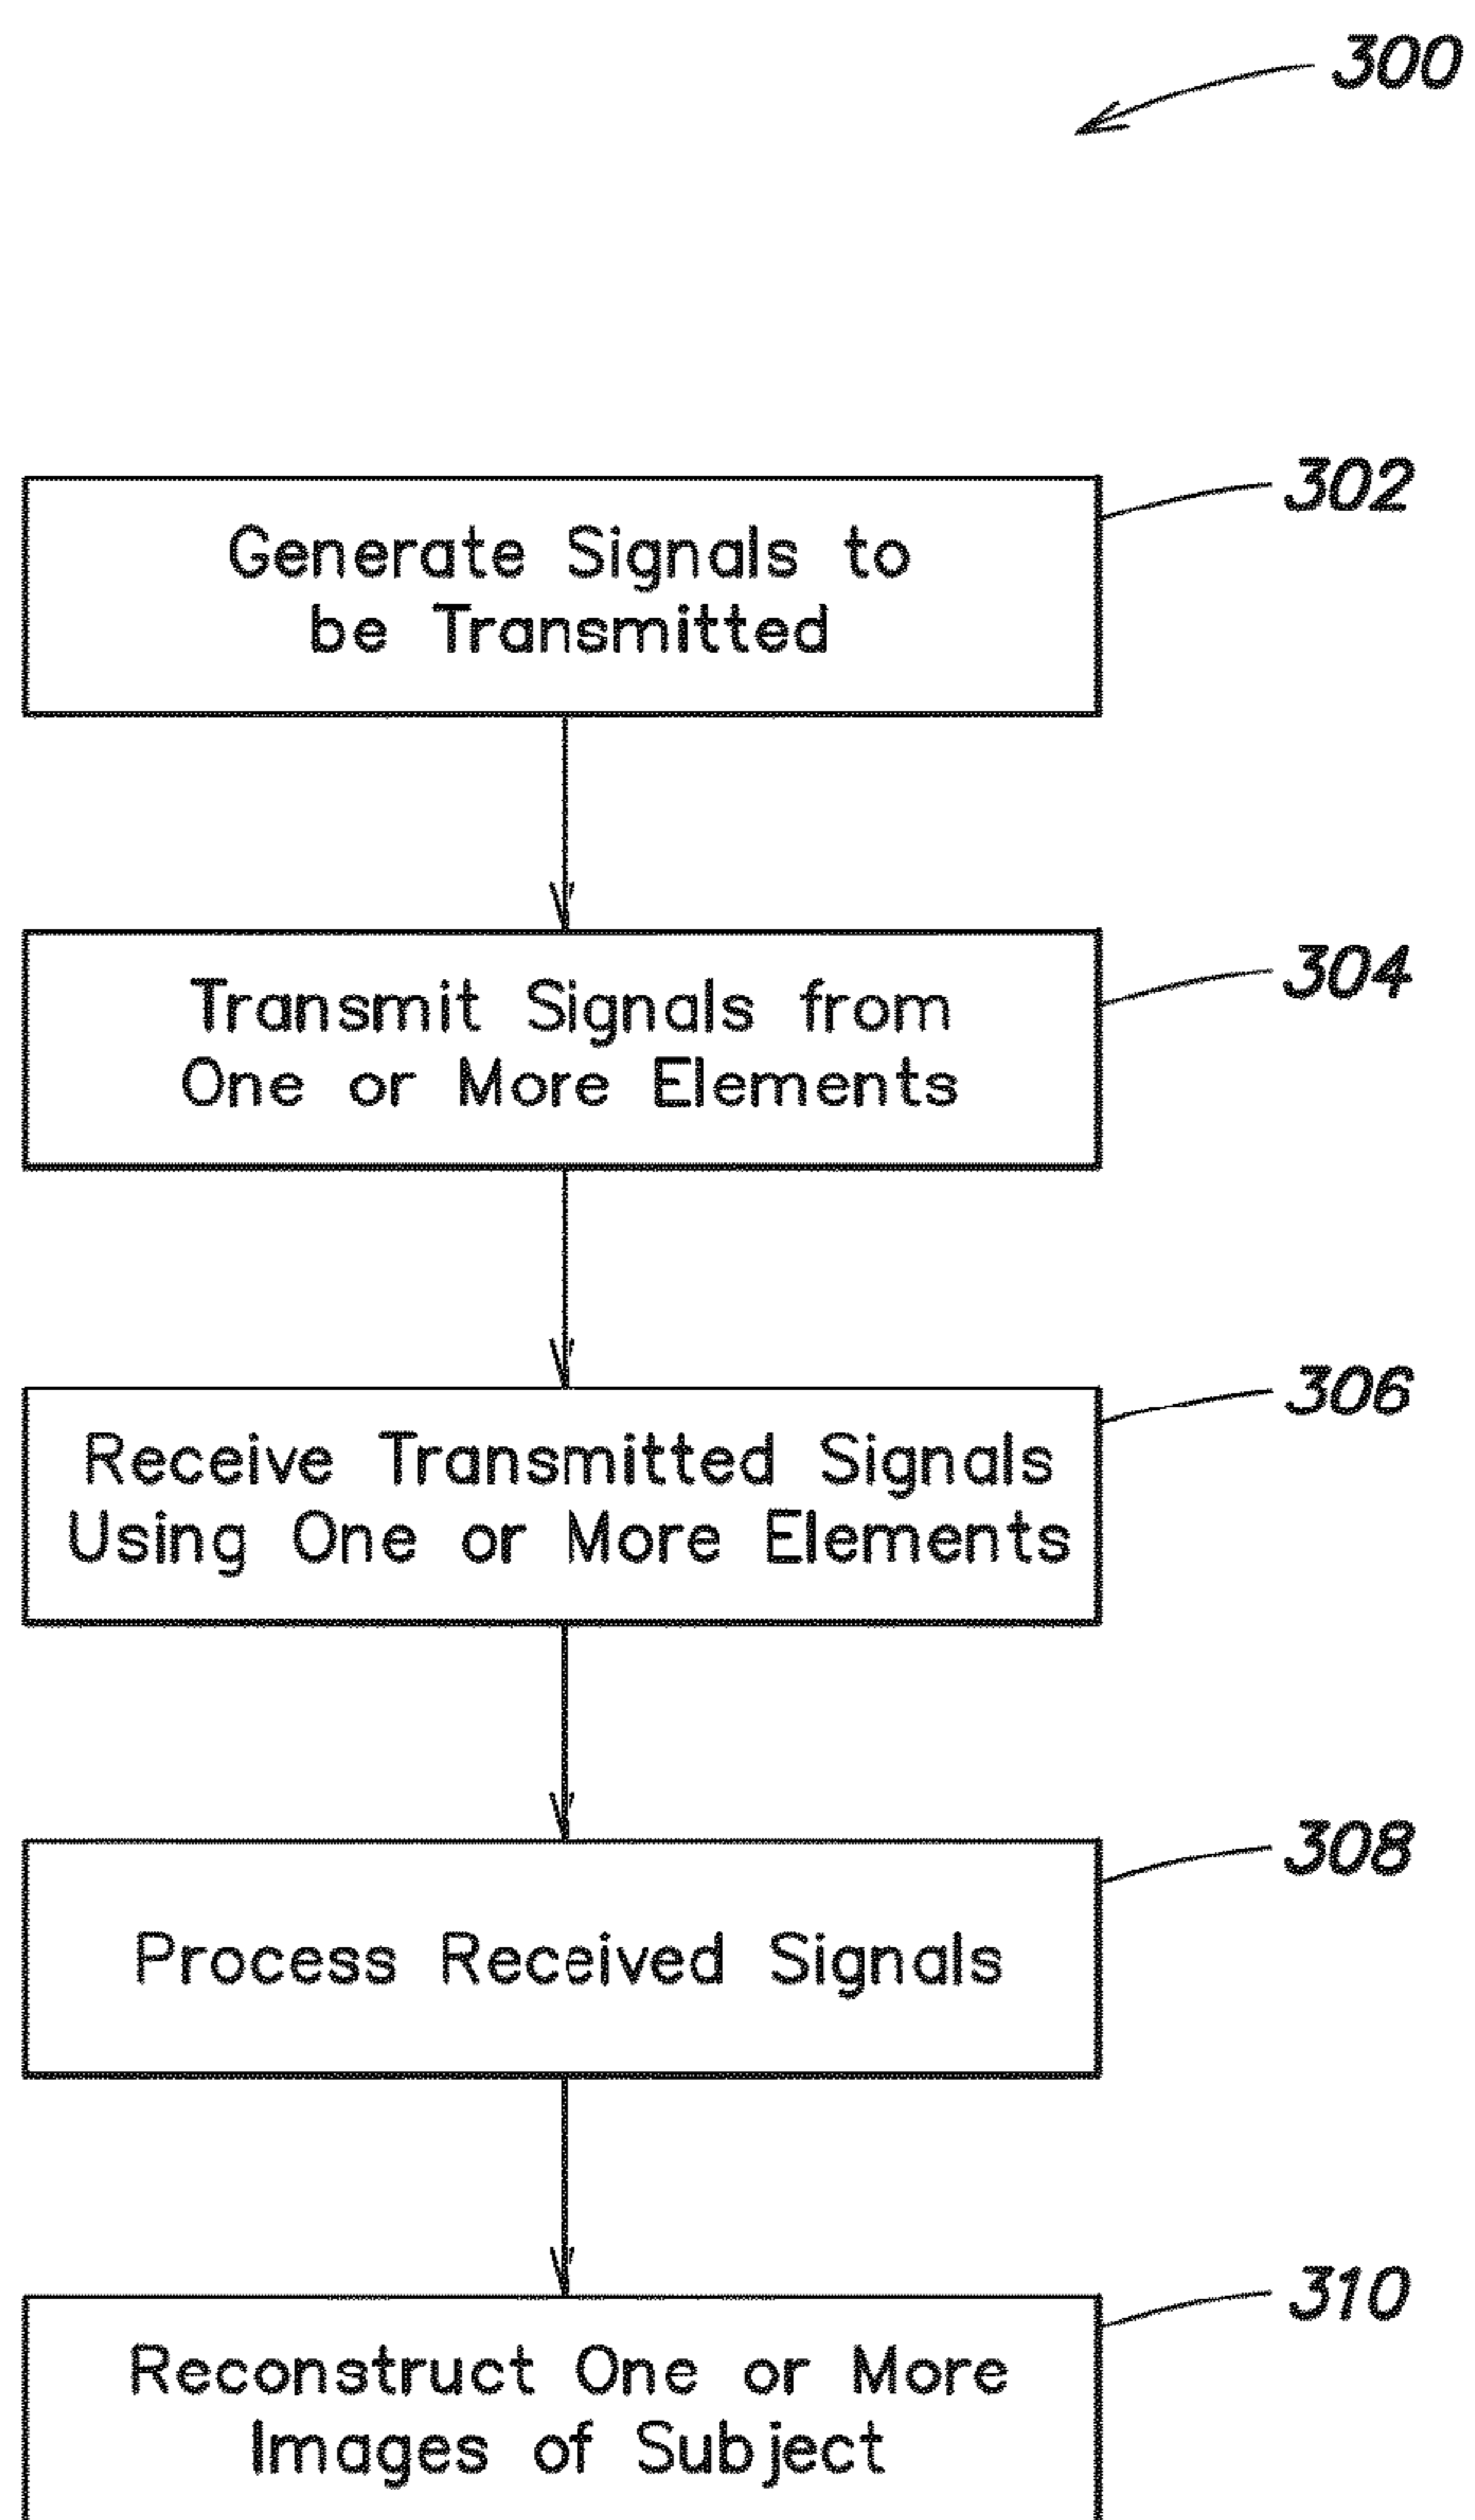 300
302
Generate Signals to
be Transmitted
304
Transmit Signals from
One or More Elements
306
Receive Transmitted Signals
Using One or More Elements
308
Process Received Signals
310
Reconstruct One or More
Images of Subject